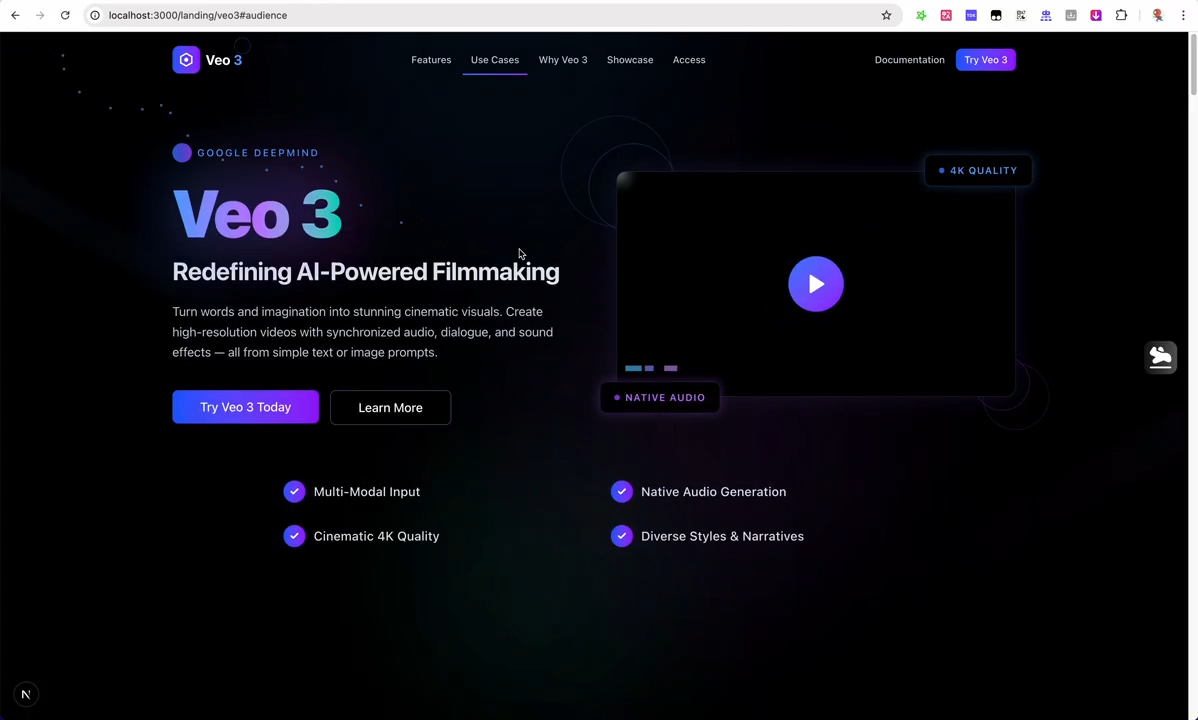 localhost:3000/landing/veo3#audience
Veo 3
Features
Use Cases
Why Veo 3
Showcase
Access
Documentation
Try Veo 3
GOOGLE DEEPMIND
4K QUALITY
Veo 3
Redefining AI-Powered Filmmaking
Turn words and imagination into stunning cinematic visuals. Create
high-resolution videos with synchronized audio, dialogue, and sound
effects — all from simple text or image prompts.
NATIVE AUDIO
Try Veo 3 Today
Learn More
Multi-Modal Input
Native Audio Generation
Cinematic 4K Quality
Diverse Styles & Narratives
N